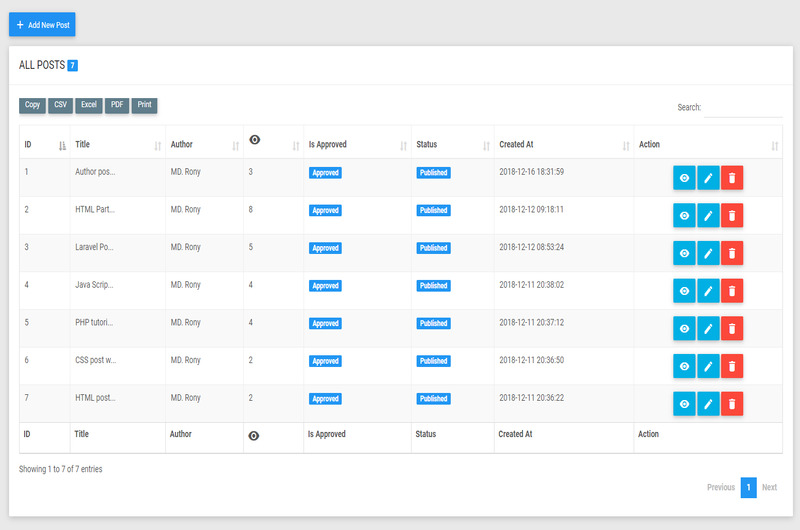 + Add New Post
ALL POSTS 7
Copy CSV Excel PDF Print Search:
ID Title Author Is Approved Status Created At Action
1 Author pos... MD. Rony 3 Approved Published 2018-12-16 18:31:59
2 HTML Part... MD. Rony 8 Approved Published 2018-12-12 09:18:11
3 Laravel Po... MD. Rony 5 Approved Published 2018-12-12 08:53:24
4 Java Scrip... MD. Rony 4 Approved Published 2018-12-11 20:38:02
5 PHP tutori... MD. Rony 4 Approved Published 2018-12-11 20:37:12
6 CSS post w... MD. Rony 2 Approved Published 2018-12-11 20:36:50
7 HTML post... MD. Rony 2 Approved Published 2018-12-11 20:36:22
ID Title Author Is Approved Status Created At Action
Showing 1 to 7 of 7 entries
Previous 1 Next